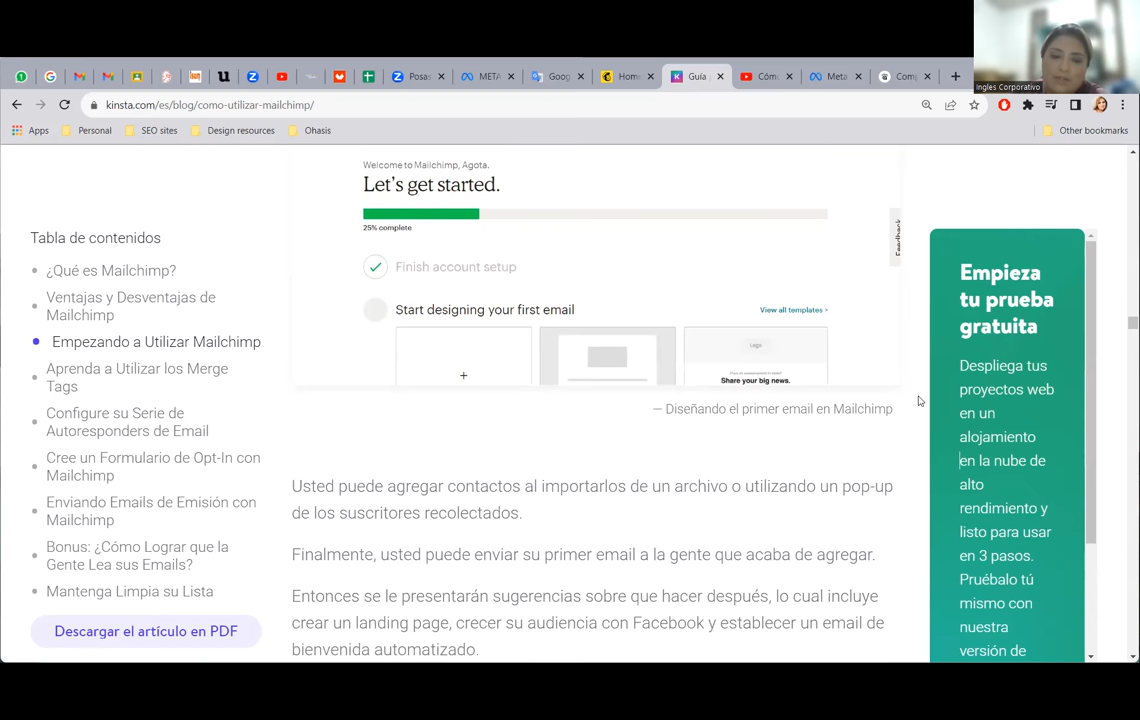 Ingles Corporativo
Posas
META
Goog
Home
Guía
Cómo
Meta
Comp
kinsta.com/es/blog/como-utilizar-mailchimp/
Apps
Personal
SEO sites
Design resources
Ohasis
Other bookmarks
Welcome to Mailchimp, Agota.
Let's get started.
25% complete
Feedback
Finish account setup
Start designing your first email
View all templates >
+
Logo
Share your big news.
— Diseñando el primer email en Mailchimp
Tabla de contenidos
¿Qué es Mailchimp?
Ventajas y Desventajas de
Mailchimp
Empezando a Utilizar Mailchimp
Aprenda a Utilizar los Merge
Tags
Configure su Serie de
Autoresponders de Email
Cree un Formulario de Opt-In con
Mailchimp
Enviando Emails de Emisión con
Mailchimp
Bonus: ¿Cómo Lograr que la
Gente Lea sus Emails?
Mantenga Limpia su Lista
Descargar el artículo en PDF
Usted puede agregar contactos al importarlos de un archivo o utilizando un pop-up
de los suscritores recolectados.
Finalmente, usted puede enviar su primer email a la gente que acaba de agregar.
Entonces se le presentarán sugerencias sobre que hacer después, lo cual incluye
crear un landing page, crecer su audiencia con Facebook y establecer un email de
bienvenida automatizado.
Empieza
tu prueba
gratuita
Despliega tus
proyectos web
en un
alojamiento
en la nube de
alto
rendimiento y
listo para usar
en 3 pasos.
Pruébalo tú
mismo con
nuestra
versión de